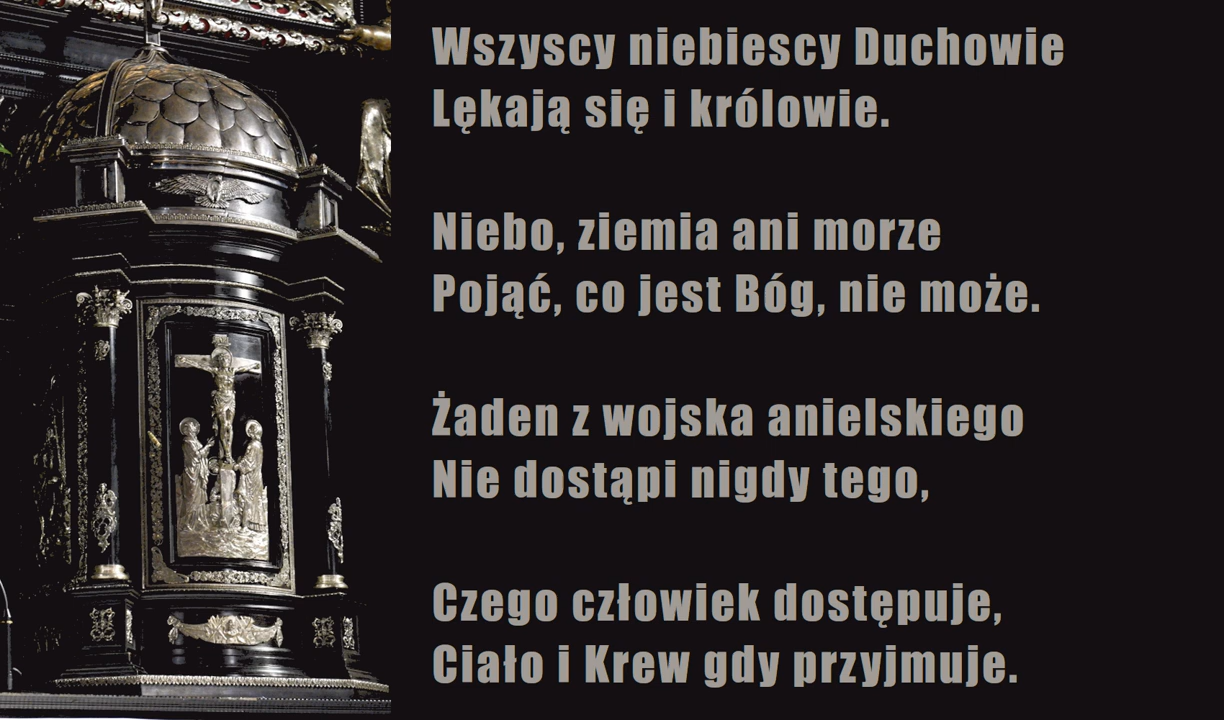 Wszyscy niebiescy Duchowie
Lękają się i królowie.
Niebo, ziemia ani morze
Pojąć, co jest Bóg, nie może.
Żaden z wojska anielskiego
Nie dostąpi nigdy tego,
Czego człowiek dostępuje,
Ciało i Krew gdy przyjmuje.